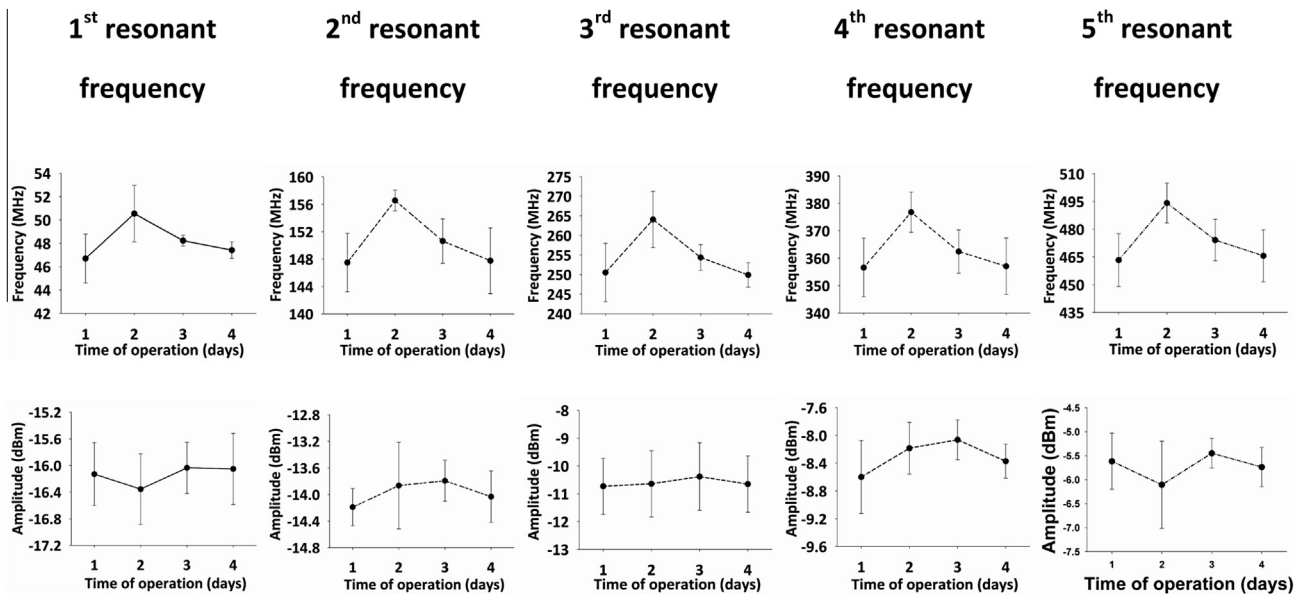 1st resonant
frequency
2nd resonant
frequency
3rd resonant
frequency
4th resonant
frequency
5th resonant
frequency
Frequency (MHz)
54
52
50
48
46
44
42
1 2 3 4
Time of operation (days)
Frequency (MHz)
160
156
152
148
144
140
1 2 3 4
Time of operation (days)
Frequency (MHz)
275
270
265
260
255
250
245
240
1 2 3 4
Time of operation (days)
Frequency (MHz)
390
380
370
360
350
340
1 2 3 4
Time of operation (days)
Frequency (MHz)
510
495
480
465
450
435
1 2 3 4
Time of operation (days)
Amplitude (dBm)
-15.2
-15.6
-16.0
-16.4
-16.8
-17.2
1 2 3 4
Time of operation (days)
Amplitude (dBm)
-12.8
-13.2
-13.6
-14.0
-14.4
-14.8
1 2 3 4
Time of operation (days)
Amplitude (dBm)
-8
-9
-10
-11
-12
-13
1 2 3 4
Time of operation (days)
Amplitude (dBm)
-7.6
-8.0
-8.4
-8.8
-9.2
-9.6
1 2 3 4
Time of operation (days)
Amplitude (dBm)
-4.5
-5.0
-5.5
-6.0
-6.5
-7.0
-7.5
1 2 3 4
Time of operation (days)